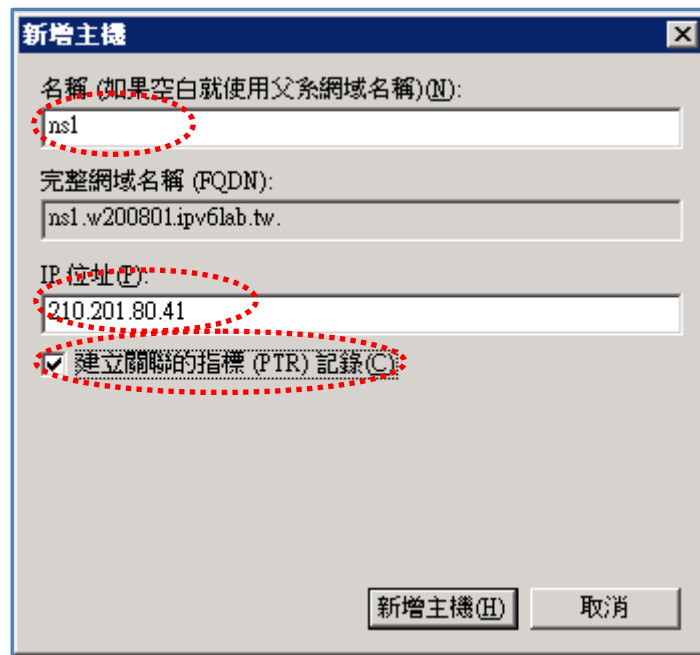 新增主機
名稱 (如果空白就使用父系網域名稱)(N):
ns1
完整網域名稱 (FQDN):
ns1.w200801.ipv6lab.tw.
IP 位址(P):
210.201.80.41
建立關聯的指標 (PTR) 記錄(C)
新增主機(H)
取消